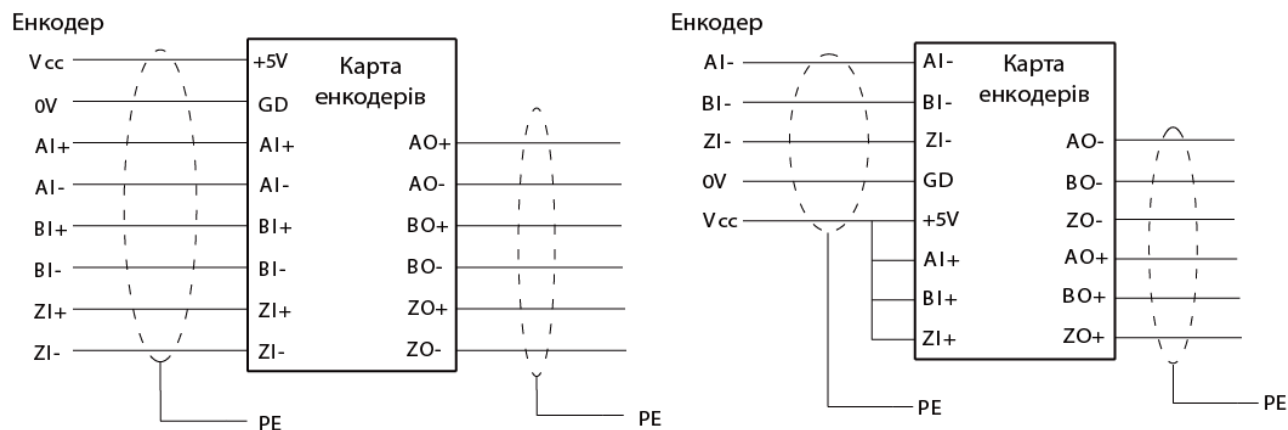 Енкодер
Vcc
0V
AI+
AI-
BI+
BI-
ZI+
ZI-
+5V
GD
AI+
AI-
BI+
BI-
ZI+
ZI-
Карта
енкодерів
AO+
AO-
BO+
BO-
ZO+
ZO-
PE
PE
Енкодер
AI-
BI-
ZI-
0V
Vcc
AI-
BI-
ZI-
GD
+5V
AI+
BI+
ZI+
Карта
енкодерів
AO-
BO-
ZO-
AO+
BO+
ZO+
PE
PE